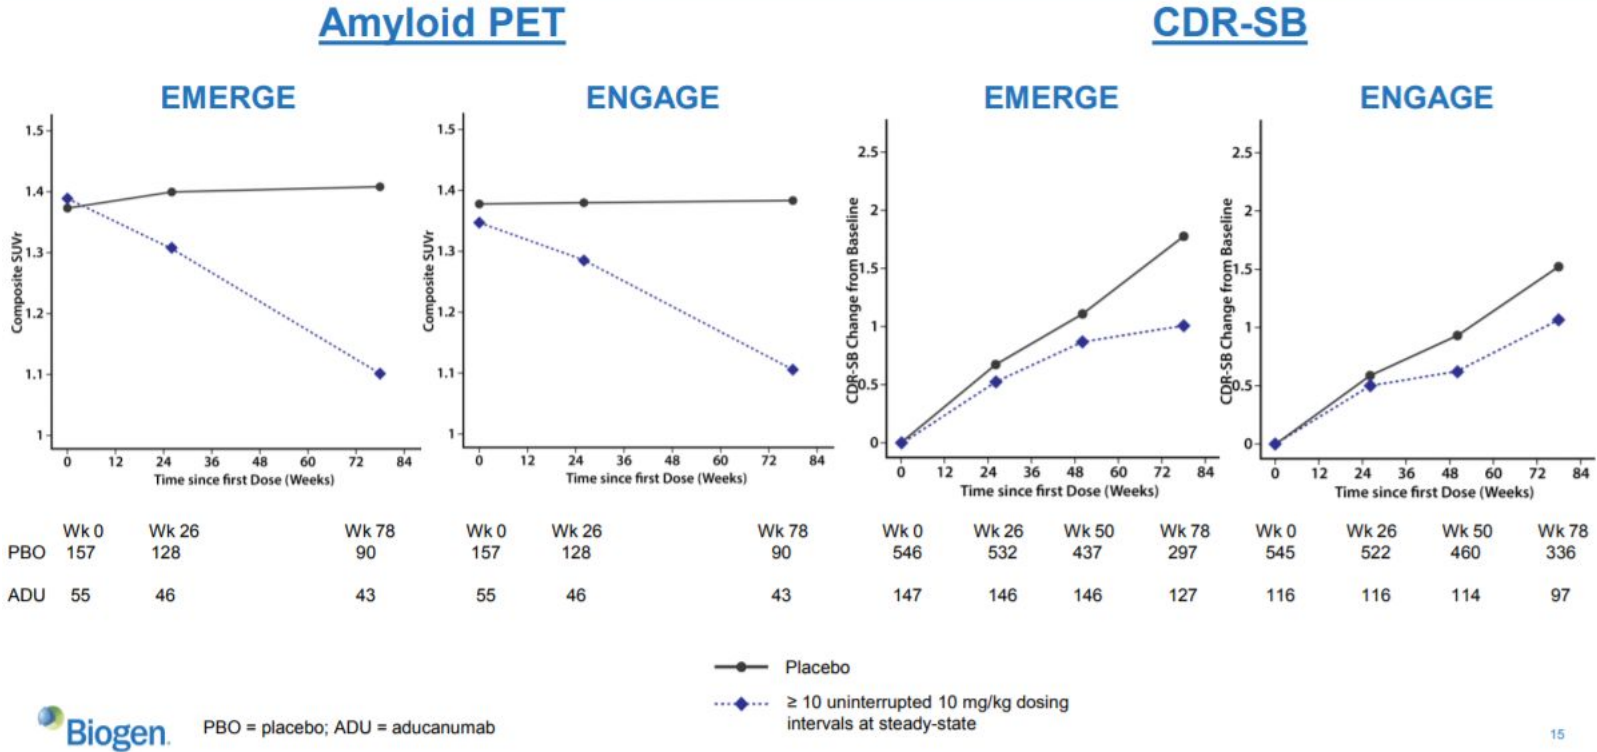 Amyloid PET
CDR-SB
EMERGE
ENGAGE
EMERGE
ENGAGE
Composite SUVr
1.5
1.4
1.3
1.2
1.1
1
0 12 24 36 48 60 72 84
Time since first Dose (Weeks)
Composite SUVr
1.5
1.4
1.3
1.2
1.1
1
0 12 24 36 48 60 72 84
Time since first Dose (Weeks)
CDR-SB Change from Baseline
2.5
2
1.5
1
0.5
0
0 12 24 36 48 60 72 84
Time since first Dose (Weeks)
CDR-SB Change from Baseline
2.5
2
1.5
1
0.5
0
0 12 24 36 48 60 72 84
Time since first Dose (Weeks)
Wk 0 Wk 26 Wk 78 Wk 0 Wk 26 Wk 78 Wk 0 Wk 26 Wk 50 Wk 78 Wk 0 Wk 26 Wk 50 Wk 78
PBO 157 128 90 157 128 90 546 532 437 297 545 522 460 336
ADU 55 46 43 55 46 43 147 146 146 127 116 116 114 97
Placebo
≥ 10 uninterrupted 10 mg/kg dosing
intervals at steady-state
Biogen.
PBO = placebo; ADU = aducanumab
15